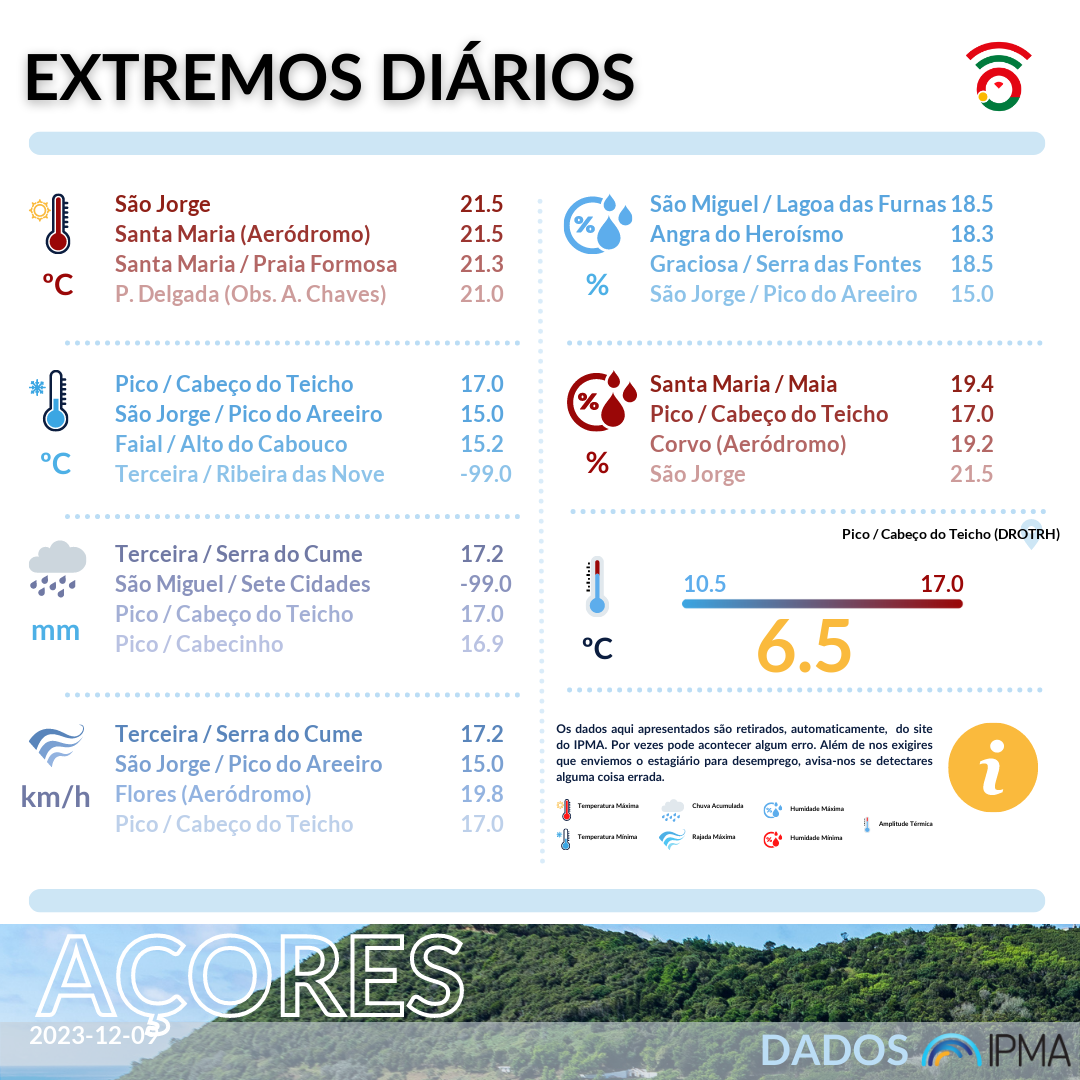 EXTREMOS DIÁRIOS
São Jorge 21.5
Santa Maria (Aeródromo) 21.5
Santa Maria / Praia Formosa 21.3
P. Delgada (Obs. A. Chaves) 21.0
ºC
Pico / Cabeço do Teicho 17.0
São Jorge / Pico do Areeiro 15.0
Faial / Alto do Cabouco 15.2
Terceira / Ribeira das Nove -99.0
ºC
Terceira / Serra do Cume 17.2
São Miguel / Sete Cidades -99.0
Pico / Cabeço do Teicho 17.0
Pico / Cabecinho 16.9
mm
Terceira / Serra do Cume 17.2
São Jorge / Pico do Areeiro 15.0
Flores (Aeródromo) 19.8
Pico / Cabeço do Teicho 17.0
km/h
São Miguel / Lagoa das Furnas 18.5
Angra do Heroísmo 18.3
Graciosa / Serra das Fontes 18.5
São Jorge / Pico do Areeiro 15.0
%
%
Santa Maria / Maia 19.4
Pico / Cabeço do Teicho 17.0
Corvo (Aeródromo) 19.2
São Jorge 21.5
%
%
Pico / Cabeço do Teicho (DROTRH)
10.5 17.0
6.5
ºC
Os dados aqui apresentados são retirados, automaticamente, do site
do IPMA. Por vezes pode acontecer algum erro. Além de nos exigires
que enviemos o estagiário para desemprego, avisa-nos se detectares
alguma coisa errada.
i
Temperatura Máxima
Chuva Acumulada
Humidade Máxima
Amplitude Térmica
Temperatura Mínima
Rajada Máxima
Humidade Mínima
AÇORES
2023-12-09
DADOS IPMA